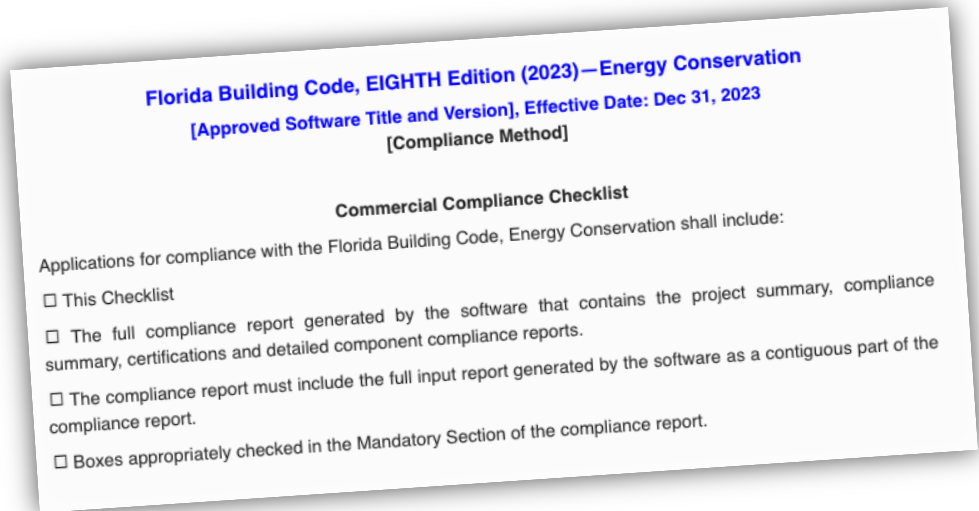 Florida Building Code, EIGHTH Edition (2023)—Energy Conservation
[Approved Software Title and Version], Effective Date: Dec 31, 2023
[Compliance Method]
Commercial Compliance Checklist
Applications for compliance with the Florida Building Code, Energy Conservation shall include:
☐ This Checklist
☐ The full compliance report generated by the software that contains the project summary, compliance
summary, certifications and detailed component compliance reports.
☐ The compliance report must include the full input report generated by the software as a contiguous part of the
compliance report.
☐ Boxes appropriately checked in the Mandatory Section of the compliance report.